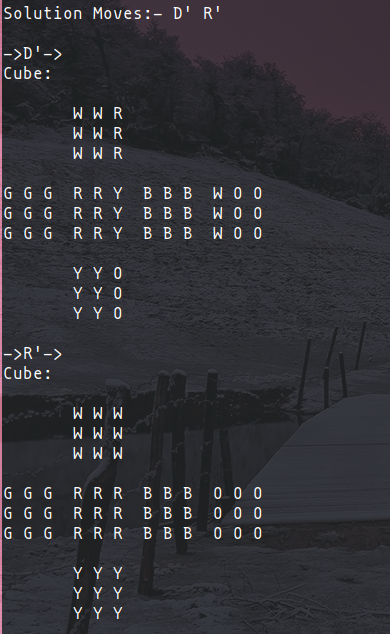 Solution Moves:- D' R'
->D'->
Cube:
W W R
W W R
W W R
G G G R R Y B B B W O O
G G G R R Y B B B W O O
G G G R R Y B B B W O O
Y Y O
Y Y O
Y Y O
->R'->
Cube:
W W W
W W W
W W W
G G G R R R B B B O O O
G G G R R R B B B O O O
G G G R R R B B B O O O
Y Y Y
Y Y Y
Y Y Y